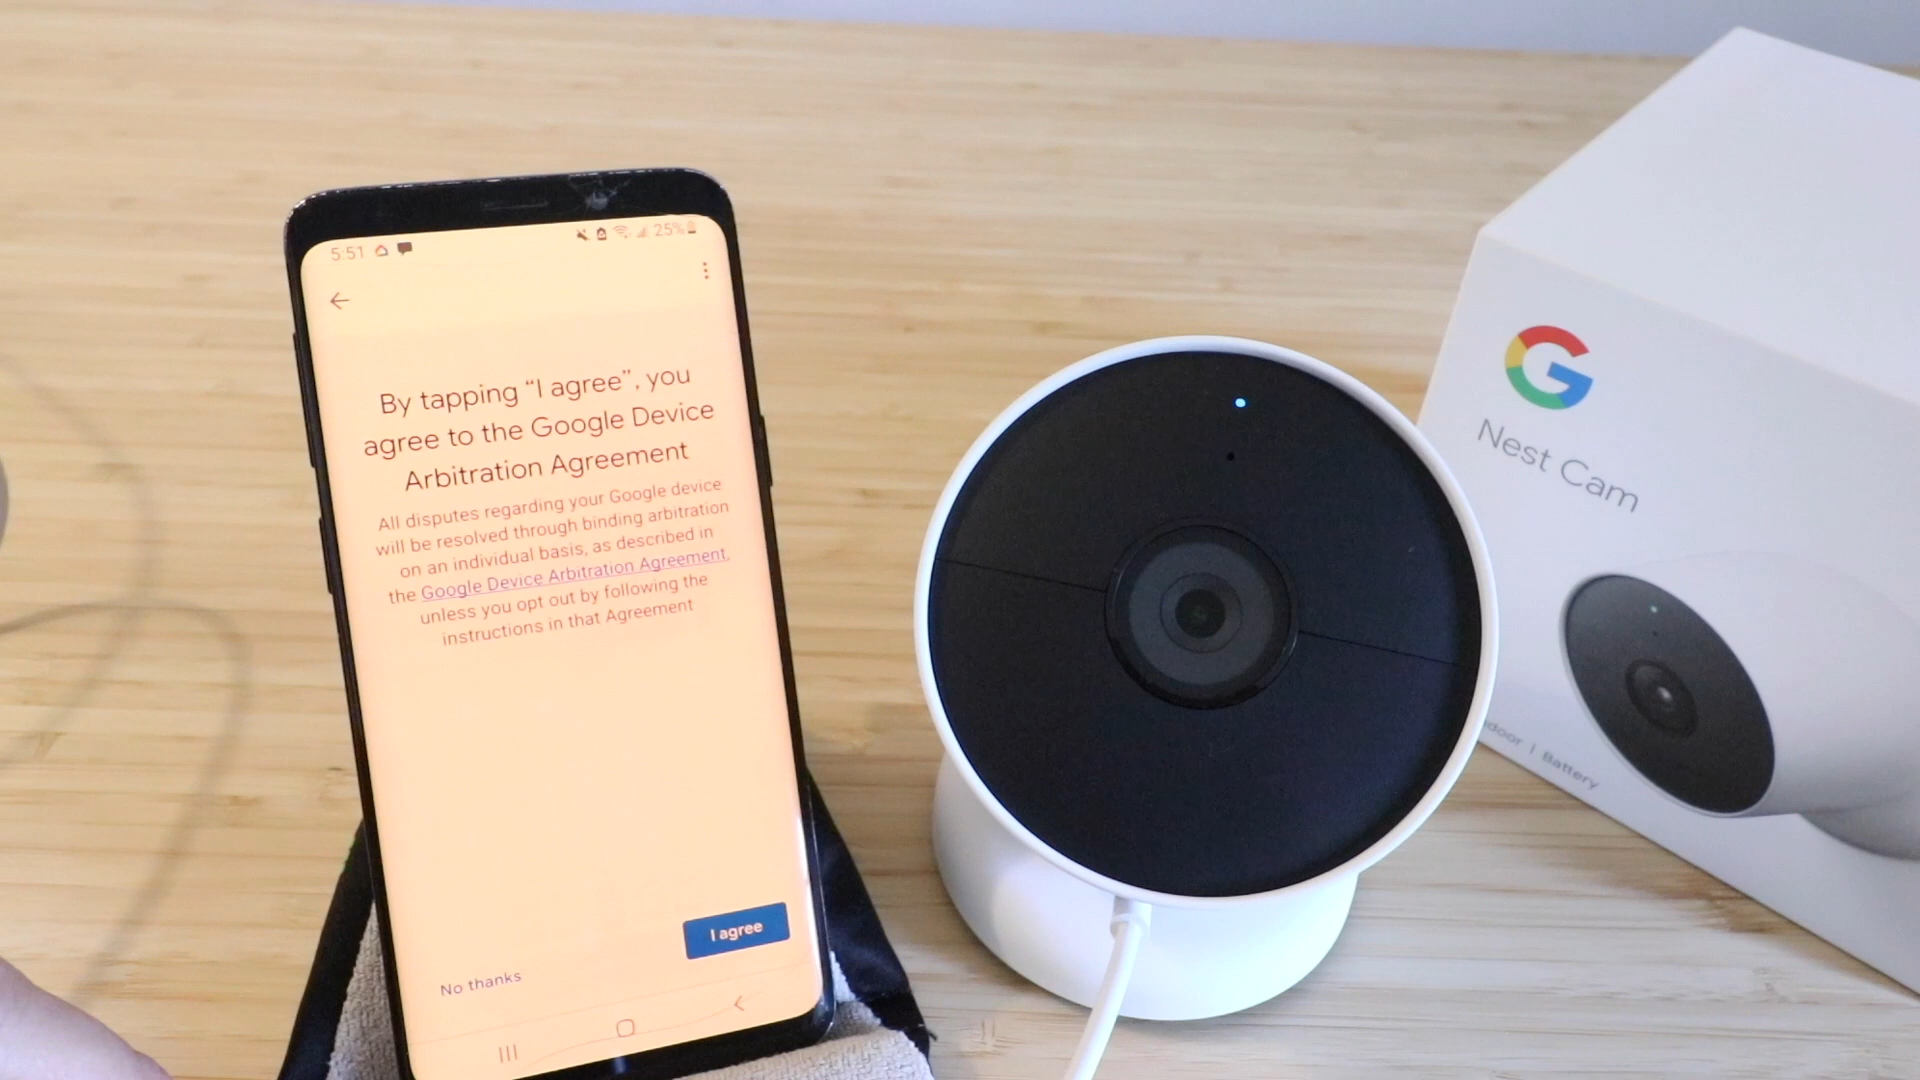 5:51
25%
By tapping “I agree”, you
agree to the Google Device
Arbitration Agreement
All disputes regarding your Google device
will be resolved through binding arbitration
on an individual basis, as described in
the Google Device Arbitration Agreement,
unless you opt out by following the
instructions in that Agreement
I agree
No thanks
G
Nest Cam
door | Battery